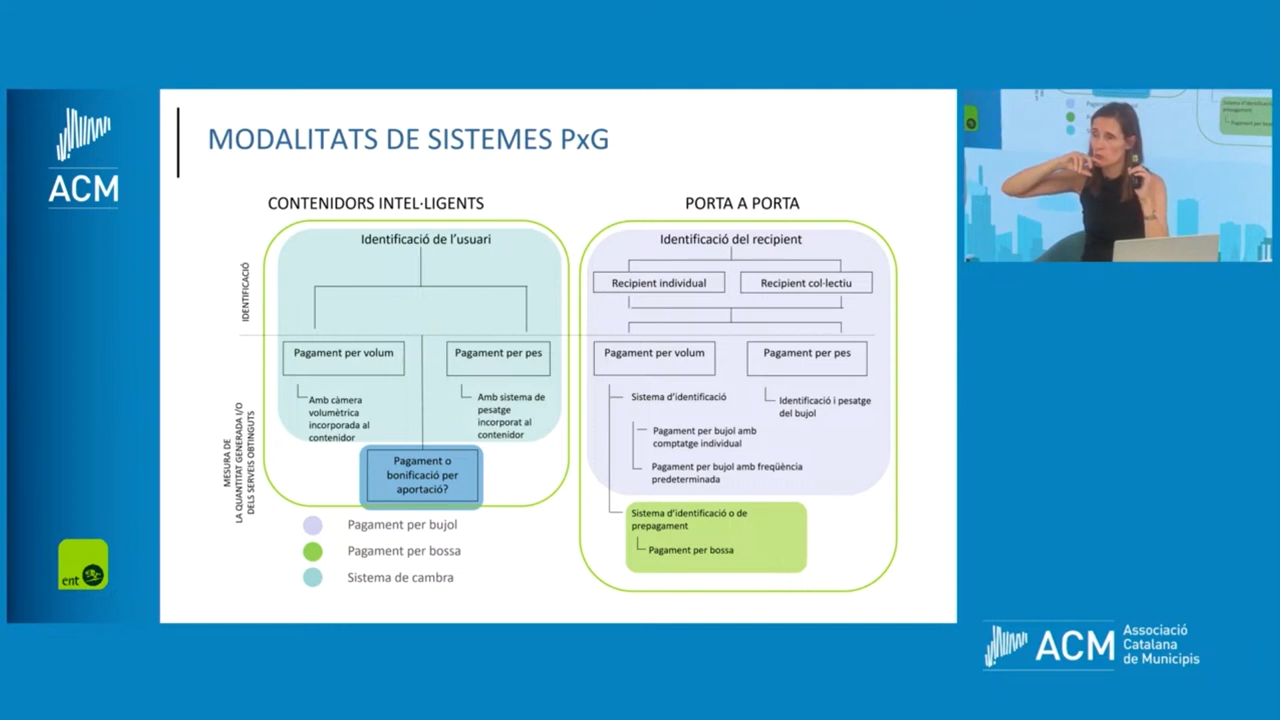 ACM
MODALITATS DE SISTEMES PxG
CONTENIDORS INTEL·LIGENTS
IDENTIFICACIÓ
Identificació de l'usuari
Pagament per volum
Amb càmera
volumètrica
incorporada al
contenidor
Pagament per pes
Amb sistema de
pesatge
incorporat al
contenidor
MESURA DE
LA QUANTITAT GENERADA I/O
DELS SERVEIS OBTINGUTS
Pagament o
bonificació per
aportació?
PORTA A PORTA
Identificació del recipient
Recipient individual
Recipient col·lectiu
Pagament per volum
Pagament per pes
Sistema d'identificació
Identificació i pesatge
del bujol
Pagament per bujol amb
comptatge individual
Pagament per bujol amb freqüència
predeterminada
Sistema d'identificació o de
prepagament
Pagament per bossa
Pagament per bujol
Pagament per bossa
Sistema de cambra
ent
ACM
Associació
Catalana
de Municipis